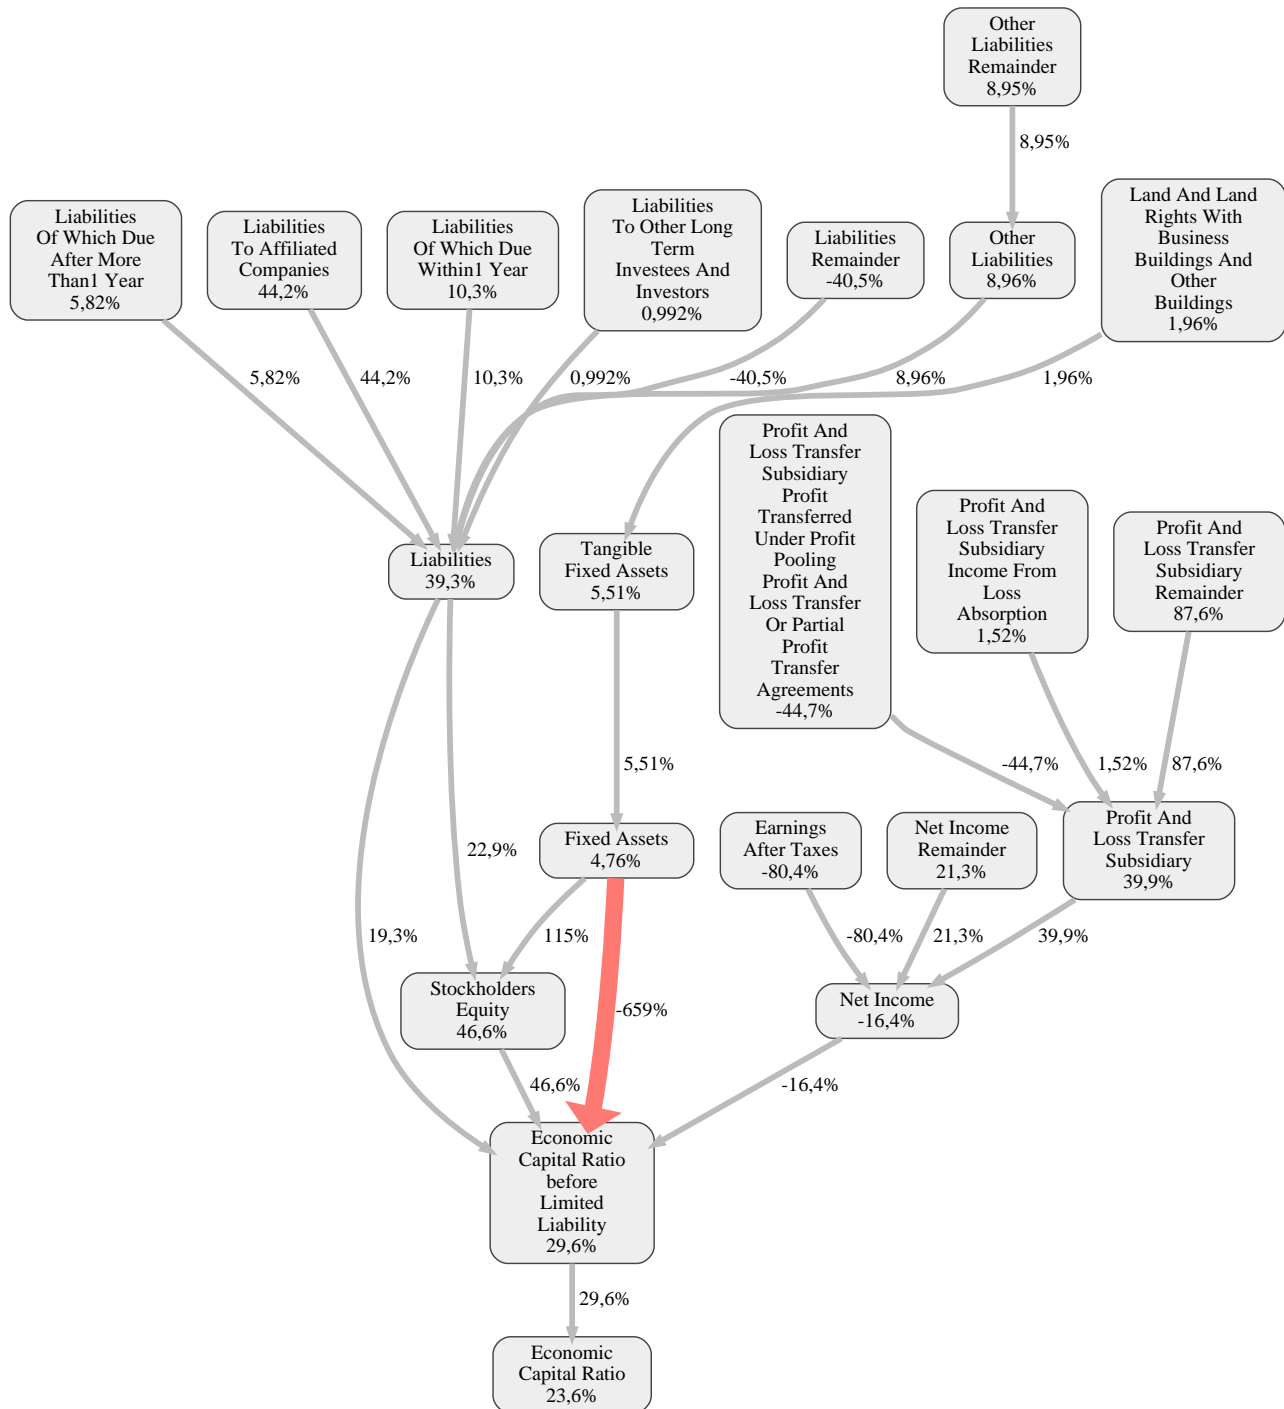 Other
Liabilities
Remainder
8,95%
8,95%
Liabilities
Of Which Due
After More
Than1 Year
5,82%
Liabilities
To Affiliated
Companies
44,2%
Liabilities
Of Which Due
Within1 Year
10,3%
Liabilities
To Other Long
Term
Investees And
Investors
0,992%
Liabilities
Remainder
-40,5%
Other
Liabilities
8,96%
Land And Land
Rights With
Business
Buildings And
Other
Buildings
1,96%
5,82%
44,2%
10,3%
0,992%
-40,5%
8,96%
1,96%
Liabilities
39,3%
Tangible
Fixed Assets
5,51%
Profit And
Loss Transfer
Subsidiary
Profit
Transferred
Under Profit
Pooling
Profit And
Loss Transfer
Or Partial
Profit
Transfer
Agreements
-44,7%
Profit And
Loss Transfer
Subsidiary
Income From
Loss
Absorption
1,52%
Profit And
Loss Transfer
Subsidiary
Remainder
87,6%
5,51%
-44,7%
1,52%
87,6%
Fixed Assets
4,76%
Earnings
After Taxes
-80,4%
Net Income
Remainder
21,3%
Profit And
Loss Transfer
Subsidiary
39,9%
22,9%
19,3%
115%
-659%
-80,4%
21,3%
39,9%
Stockholders
Equity
46,6%
Net Income
-16,4%
46,6%
-16,4%
Economic
Capital Ratio
before
Limited
Liability
29,6%
29,6%
Economic
Capital Ratio
23,6%